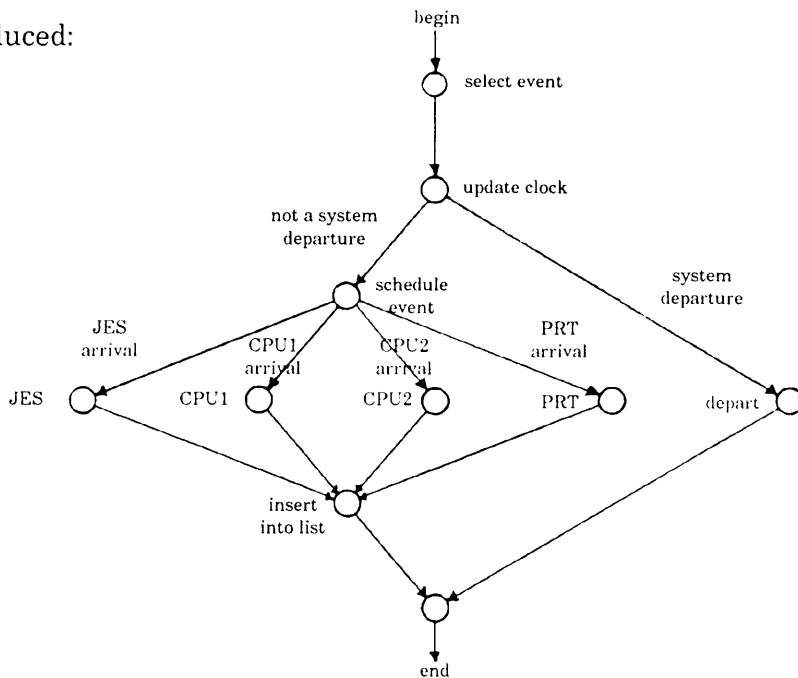 uced:
begin
select event
update clock
not a system
departure
system
departure
schedule
event
JES
arrival
CPU1
arrival
CPU2
arrival
PRT
arrival
JES
CPU1
CPU2
PRT
depart
insert
into list
end